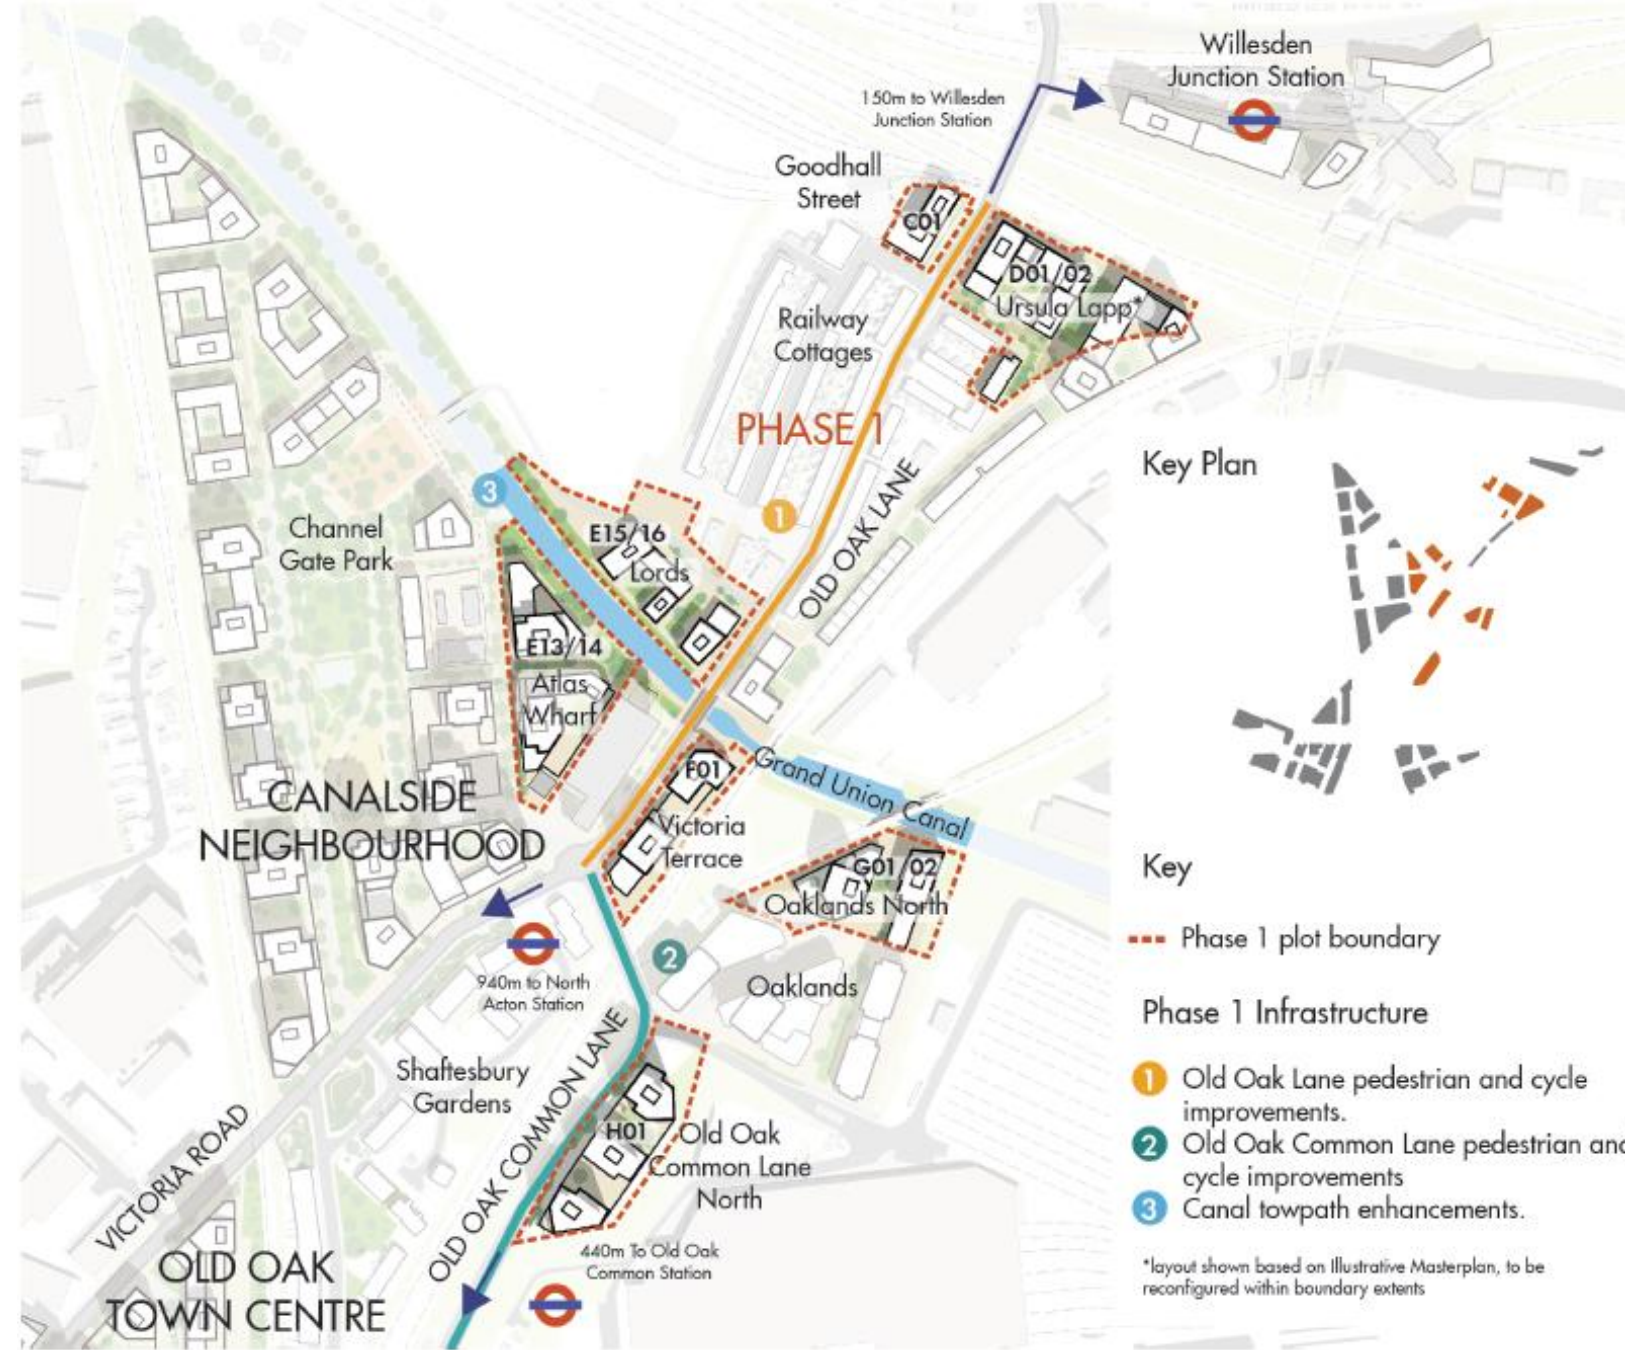 Willesden
Junction Station
150m to Willesden
Junction Station
Goodhall
Street
C01
D01/02
Ursula Lapp*
Railway
Cottages
PHASE 1
1
OLD OAK LANE
3
E15/16
Lords
Channel
Gate Park
E13/14
Atlas
Wharf
F01
Victoria
Terrace
Grand Union Canal
CANALSIDE
NEIGHBOURHOOD
G01 02
Oaklands North
2
Oaklands
940m to North
Acton Station
Shaftesbury
Gardens
OLD OAK COMMON LANE
VICTORIA ROAD
H01
Old Oak
Common Lane
North
440m To Old Oak
Common Station
OLD OAK
TOWN CENTRE
Key Plan
Key
Phase 1 plot boundary
Phase 1 Infrastructure
1 Old Oak Lane pedestrian and cycle
improvements.
2 Old Oak Common Lane pedestrian and
cycle improvements
3 Canal towpath enhancements.
*layout shown based on Illustrative Masterplan, to be
reconfigured within boundary extents